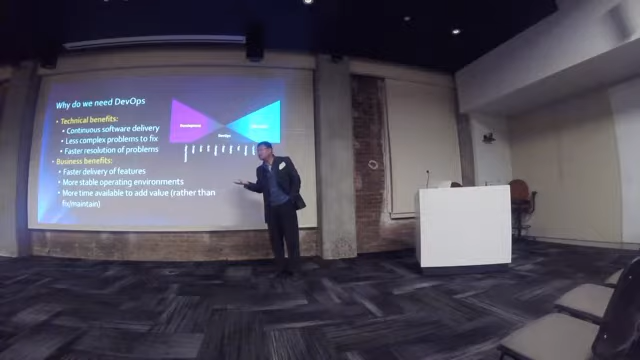 Why do we need DevOps
Technical benefits:
Continuous software delivery
Less complex problems to fix
Faster resolution of problems
Business benefits:
Faster delivery of features
More stable operating environments
More time available to add value (rather than
fix/maintain)
Development
DevOps